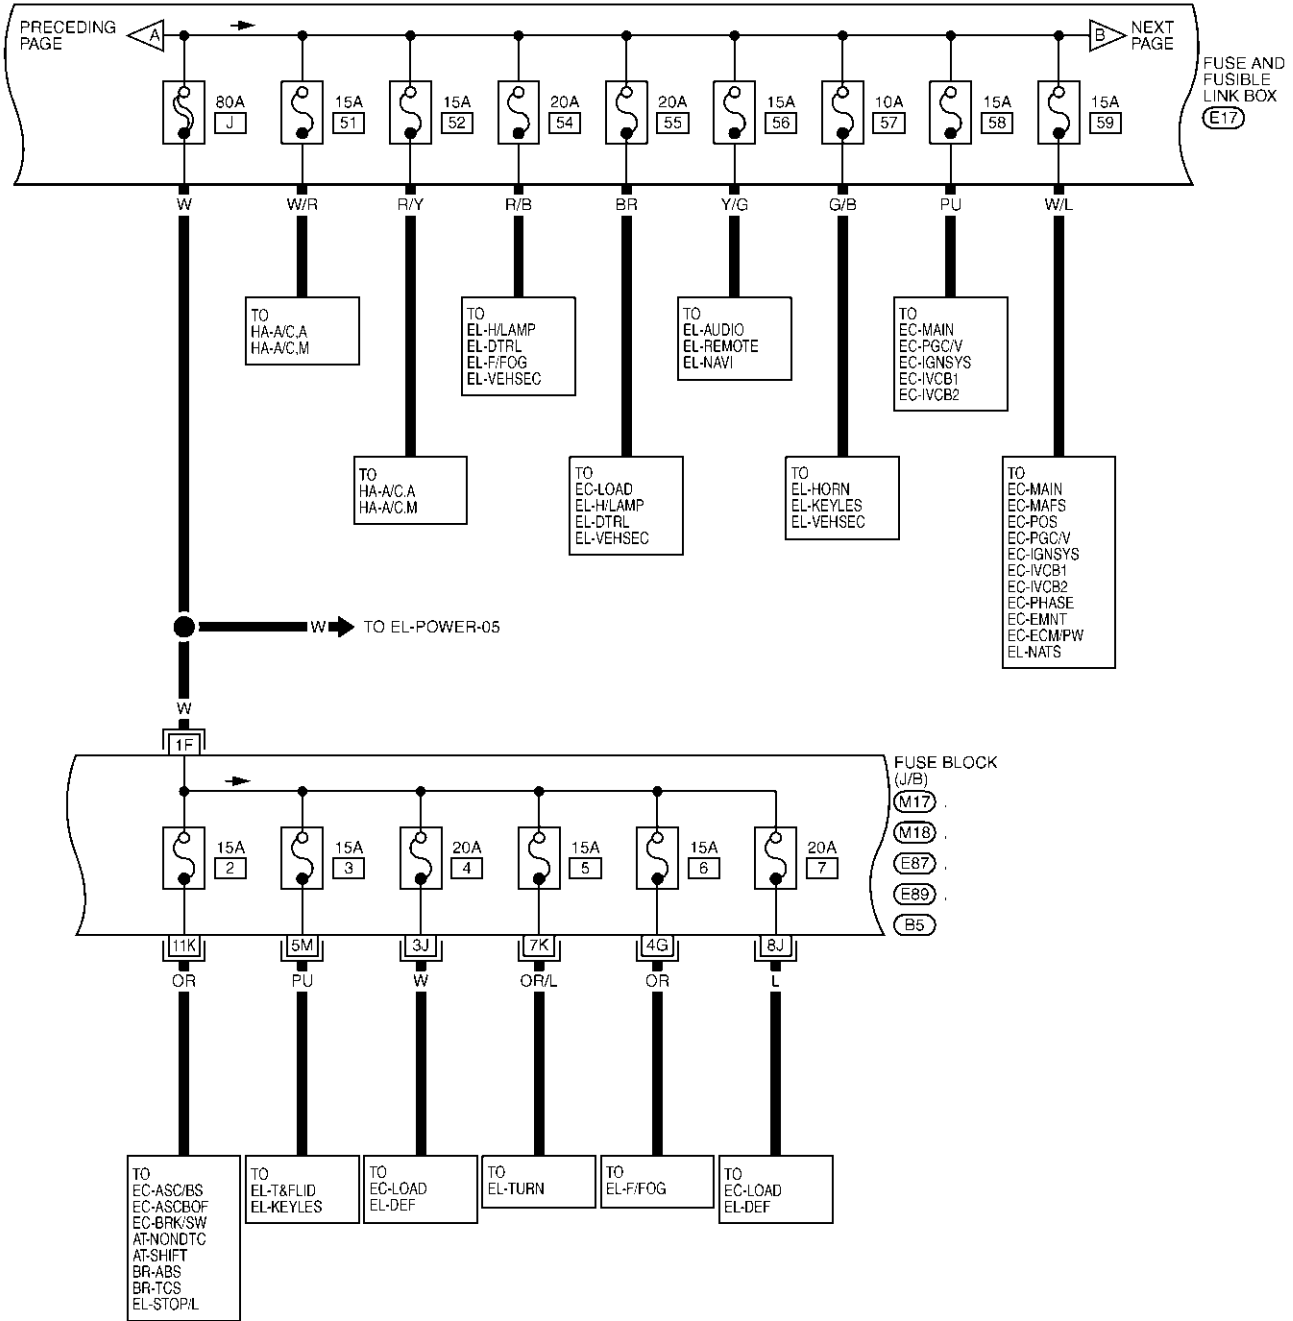 PRECEDING
PAGE
A
B
NEXT
PAGE
FUSE AND
FUSIBLE
LINK BOX
E17
80A
J
15A
51
15A
52
20A
54
20A
55
15A
56
10A
57
15A
58
15A
59
W
W/R
R/Y
R/B
BR
Y/G
G/B
PU
W/L
TO
HA-A/C,A
HA-A/C,M
TO
EL-H/LAMP
EL-DTRL
EL-F/FOG
EL-VEHSEC
TO
EL-AUDIO
EL-REMOTE
EL-NAVI
TO
EC-MAIN
EC-PGC/V
EC-IGNSYS
EC-IVCB1
EC-IVCB2
TO
HA-A/C,A
HA-A/C,M
TO
EC-LOAD
EL-H/LAMP
EL-DTRL
EL-VEHSEC
TO
EL-HORN
EL-KEYLES
EL-VEHSEC
TO
EC-MAIN
EC-MAFS
EC-POS
EC-PGC/V
EC-IGNSYS
EC-IVCB1
EC-IVCB2
EC-PHASE
EC-EMNT
EC-ECM/PW
EL-NATS
W
TO EL-POWER-05
W
1F
FUSE BLOCK
(J/B)
M17 ,
M18 ,
E87 ,
E89 ,
B5
15A
2
15A
3
20A
4
15A
5
15A
6
20A
7
11K
5M
3J
7K
4G
8J
OR
PU
W
OR/L
OR
L
TO
EC-ASC/BS
EC-ASCBOF
EC-BRK/SW
AT-NONDTC
AT-SHIFT
BR-ABS
BR-TCS
EL-STOP/L
TO
EL-T&FLID
EL-KEYLES
TO
EC-LOAD
EL-DEF
TO
EL-TURN
TO
EL-F/FOG
TO
EC-LOAD
EL-DEF